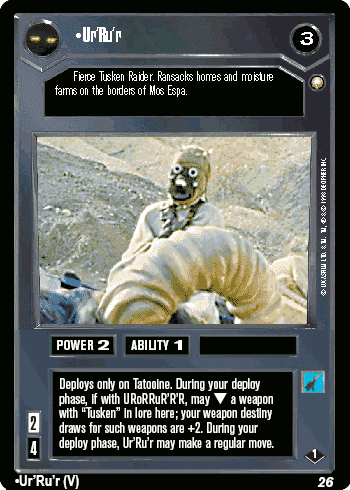 •Ur'Ru'r
3
Fierce Tusken Raider. Ransacks homes and moisture
farms on the borders of Mos Espa.
POWER 2 ABILITY 1
Deploys only on Tatooine. During your deploy
phase, if with URoRRuR'R'R, may ▼ a weapon
with "Tusken" in lore here; your weapon destiny
draws for such weapons are +2. During your
deploy phase, Ur'Ru'r may make a regular move.
2
4
1
•Ur'Ru'r (V)
26